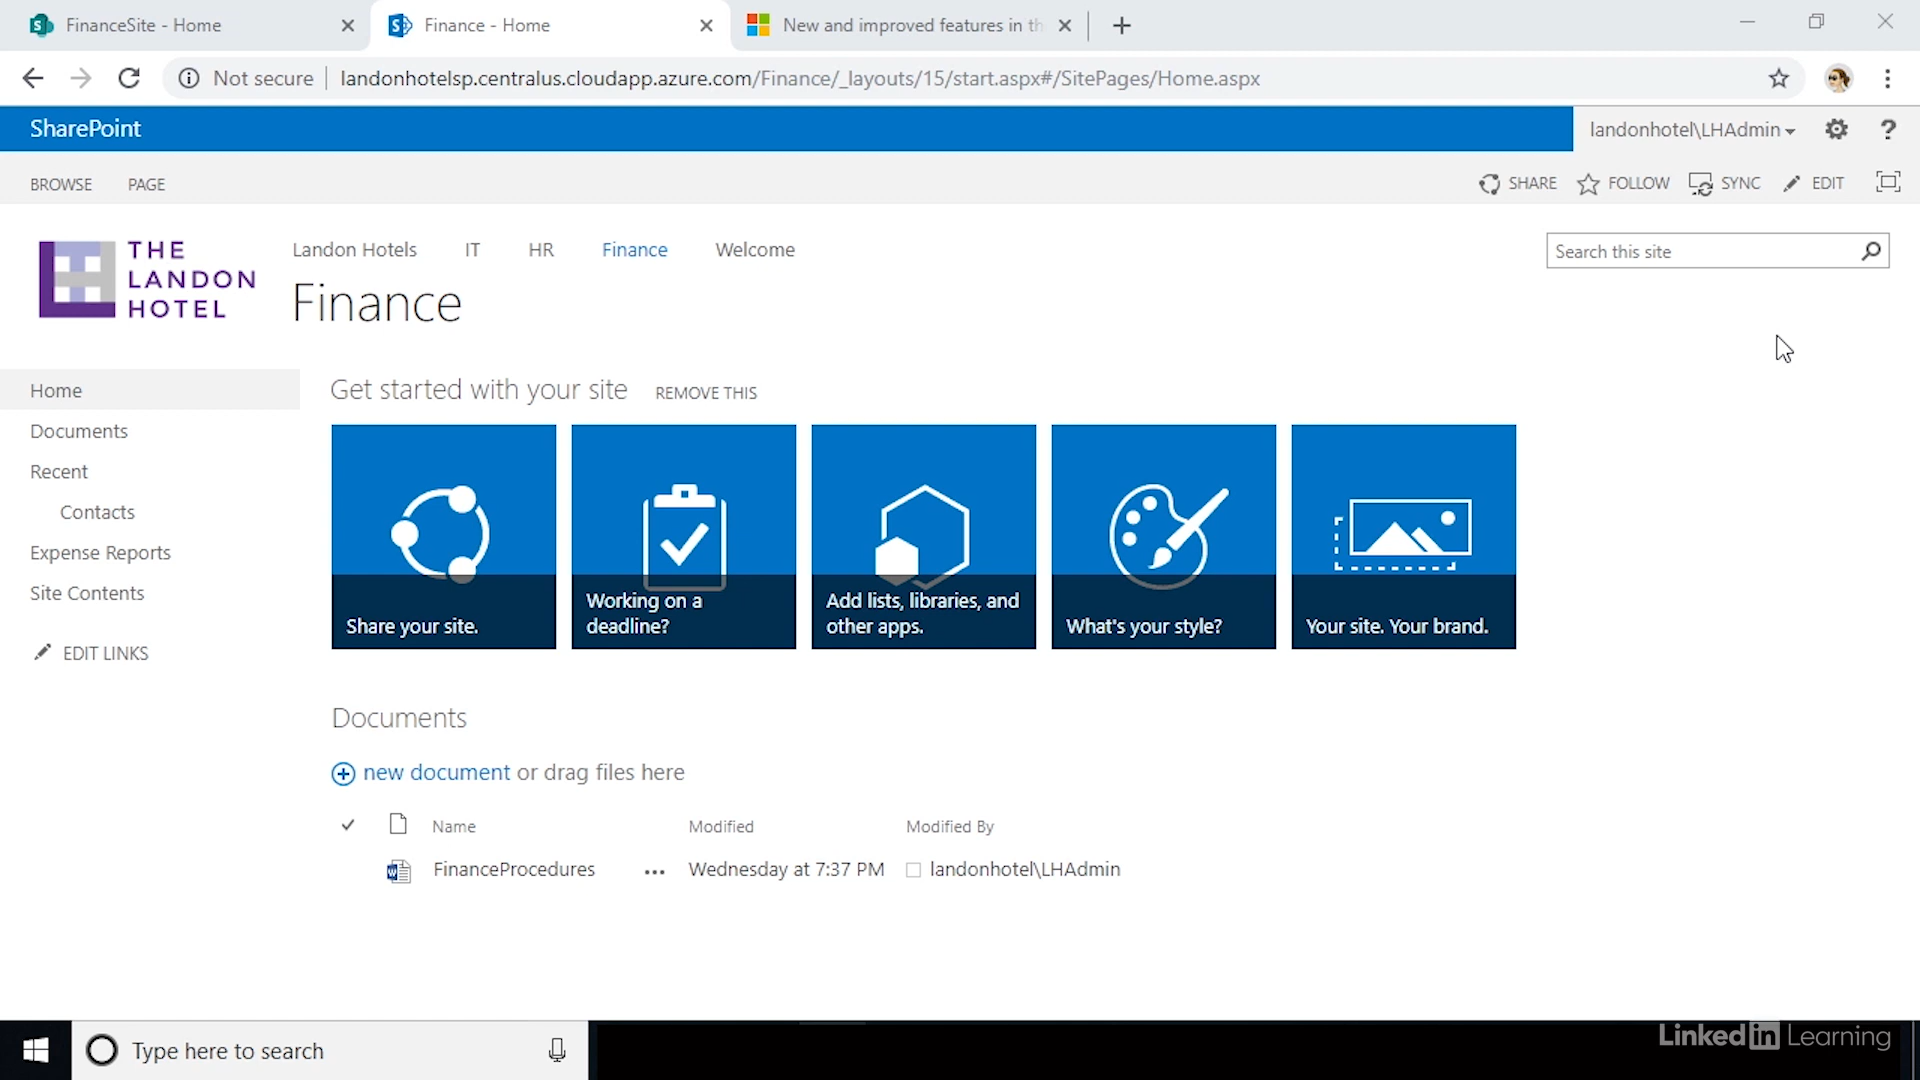 FinanceSite - Home
Finance - Home
New and improved features in th
Not secure
landonhotelsp.centralus.cloudapp.azure.com/Finance/_layouts/15/start.aspx#/SitePages/Home.aspx
SharePoint
landonhotel\LHAdmin
?
BROWSE
PAGE
SHARE
FOLLOW
SYNC
EDIT
THE
LANDON
HOTEL
Landon Hotels
IT
HR
Finance
Welcome
Search this site
Finance
Home
Documents
Recent
Contacts
Expense Reports
Site Contents
EDIT LINKS
Get started with your site
REMOVE THIS
Share your site.
Working on a
deadline?
Add lists, libraries, and
other apps.
What's your style?
Your site. Your brand.
Documents
new document or drag files here
Name
Modified
Modified By
FinanceProcedures
...
Wednesday at 7:37 PM
landonhotel\LHAdmin
Type here to search
Linked in Learning